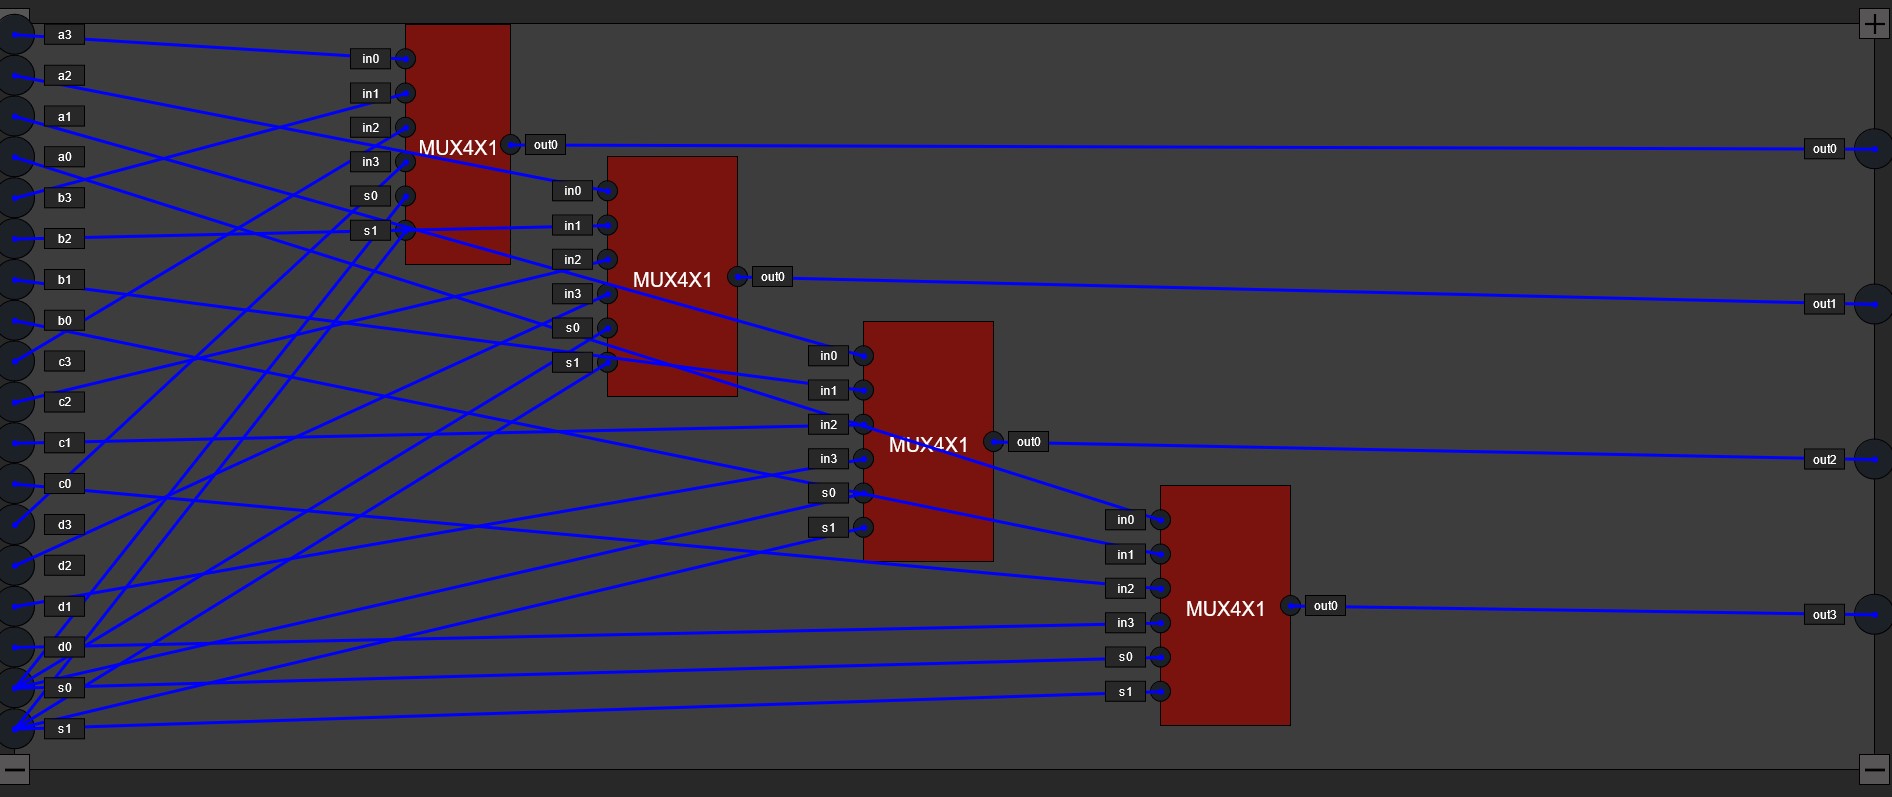 a3
a2
a1
a0
b3
b2
b1
b0
c3
c2
c1
c0
d3
d2
d1
d0
s0
s1
in0
in1
in2
in3
s0
s1
MUX4X1
out0
in0
in1
in2
in3
s0
s1
MUX4X1
out0
in0
in1
in2
in3
s0
s1
MUX4X1
out0
in0
in1
in2
in3
s0
s1
MUX4X1
out0
out0
out1
out2
out3